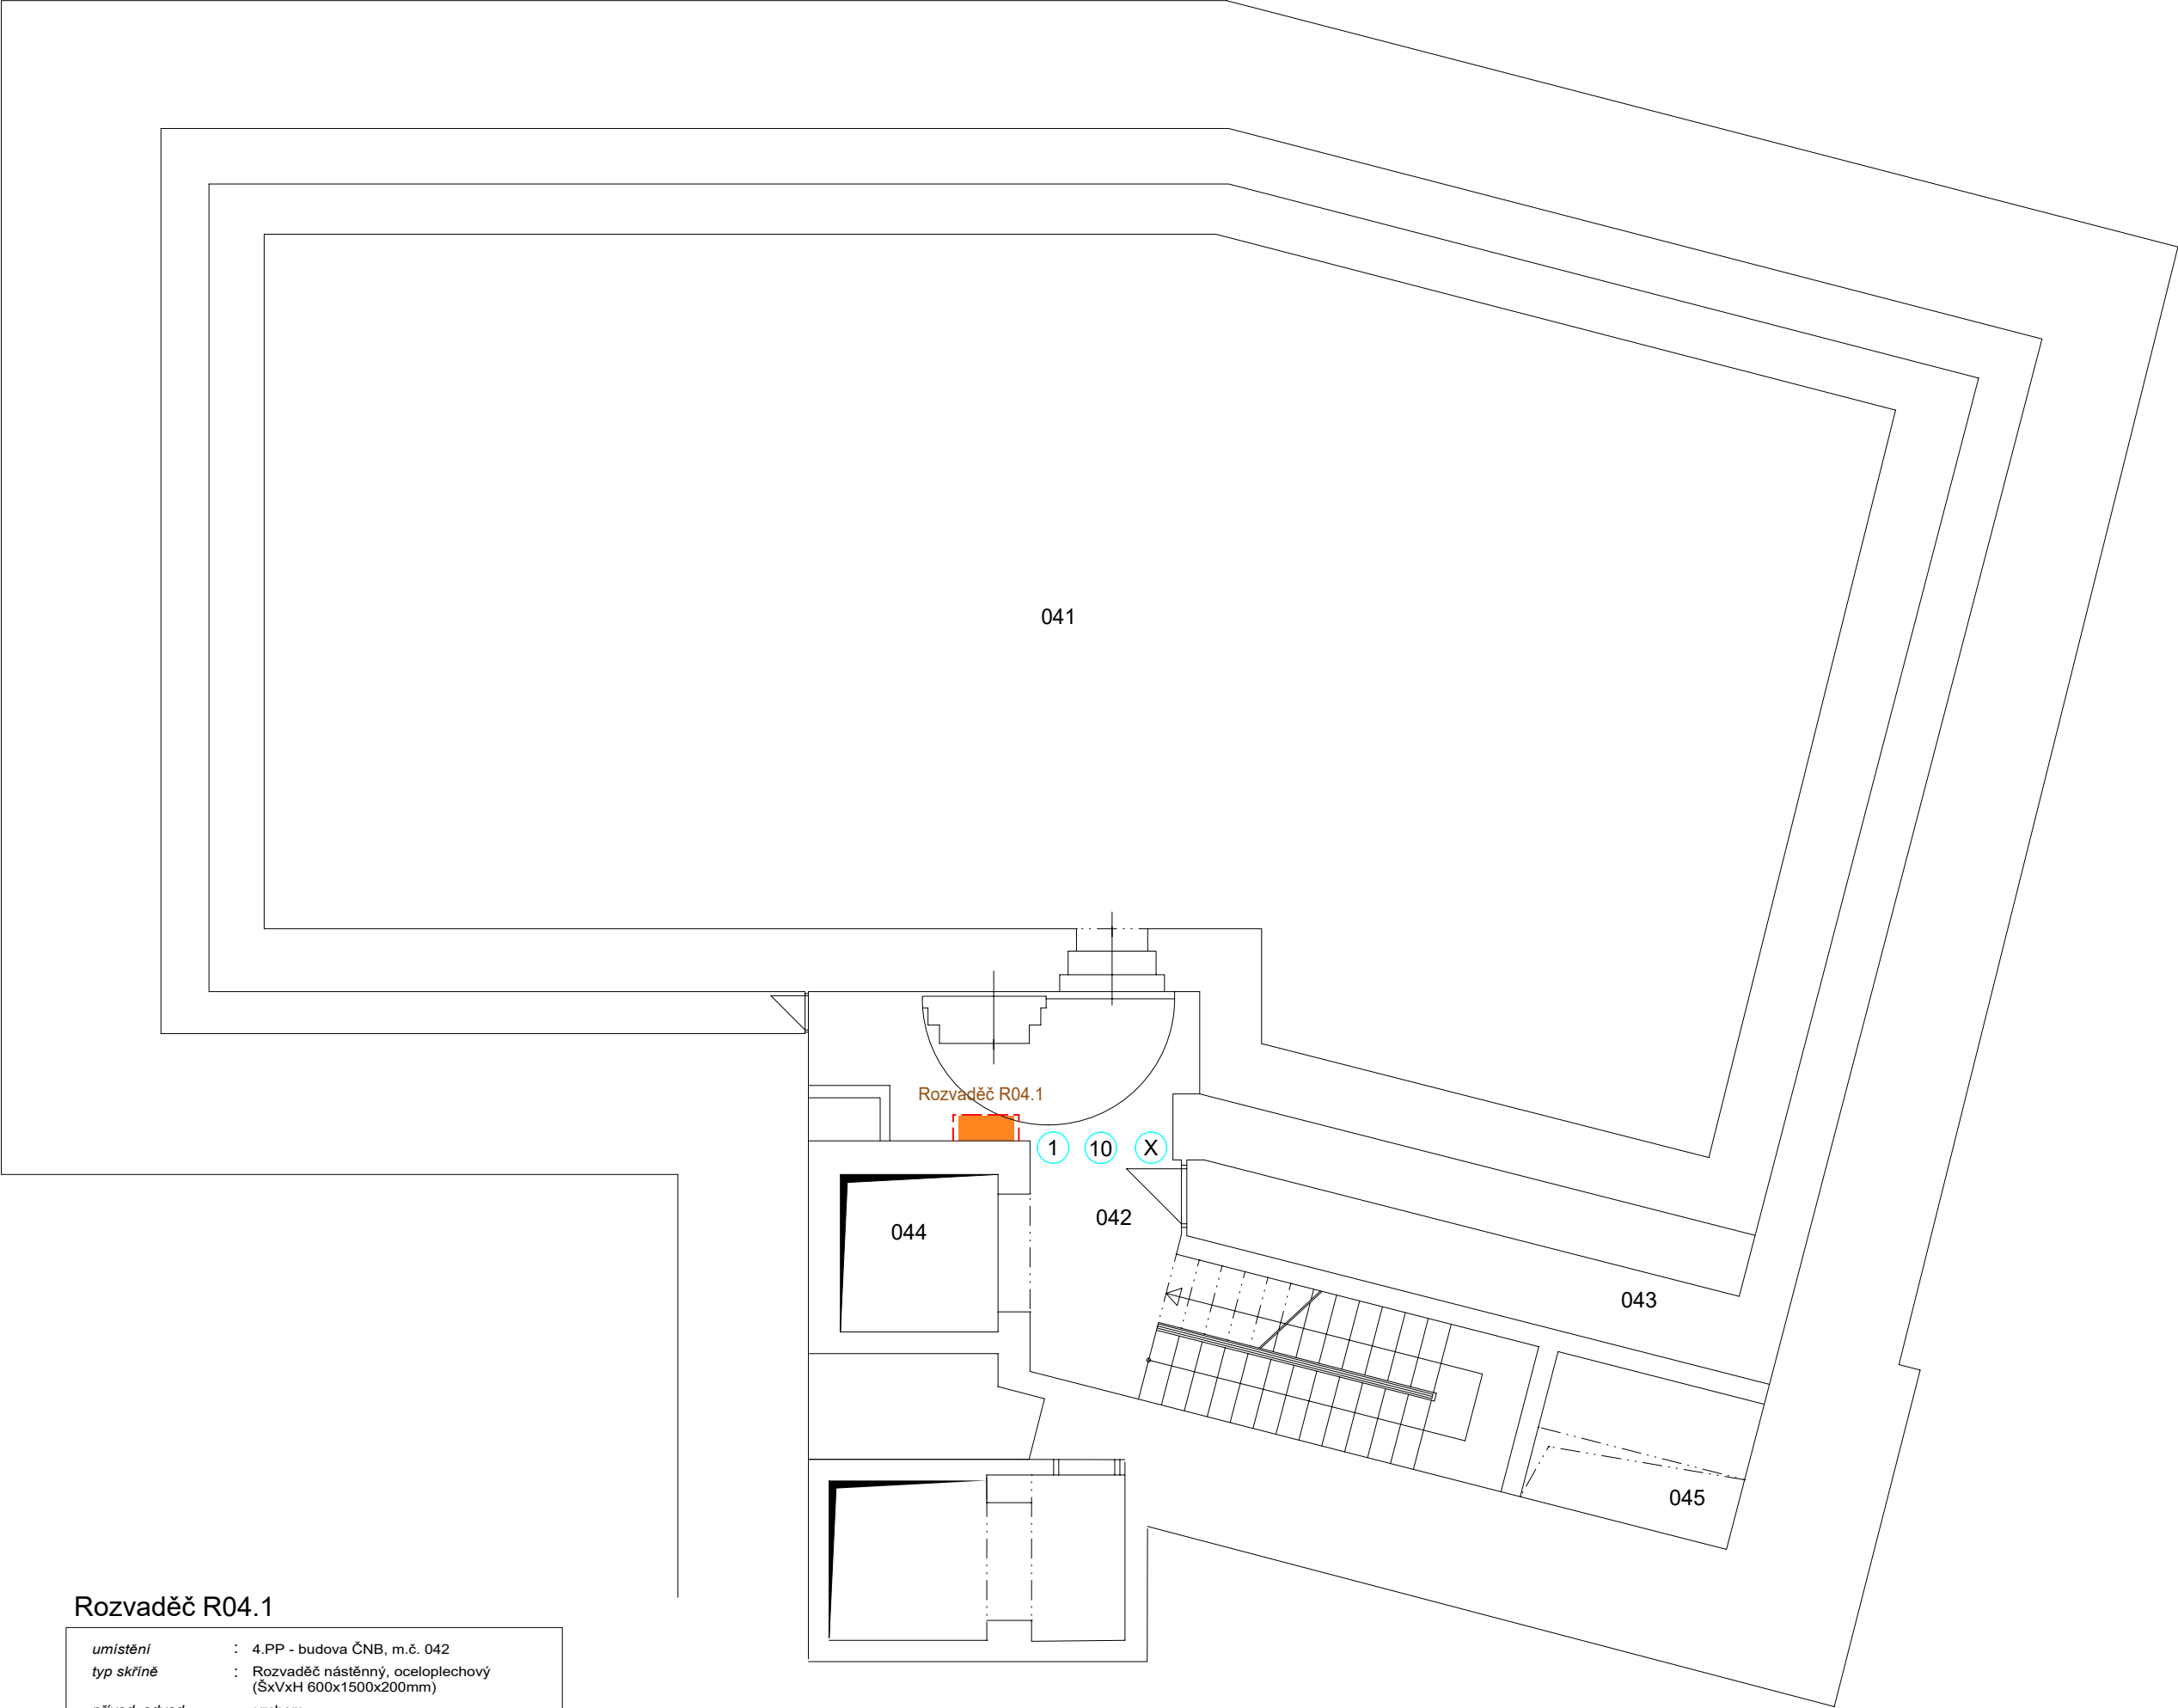 041
Rozvaděč R04.1
1 10 X
042
044
043
045
Rozvaděč R04.1
umístění : 4.PP - budova ČNB, m.č. 042
typ skříně : Rozvaděč nástěnný, oceloplechový
(ŠxVxH 600x1500x200mm)